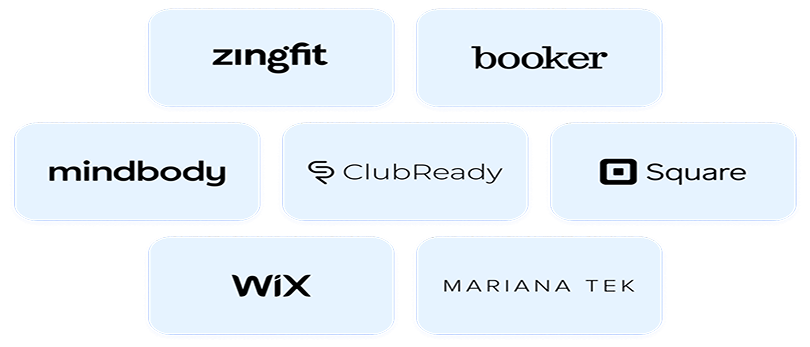 zingfit
booker
mindbody
ClubReady
Square
WiX
MARIANA TEK